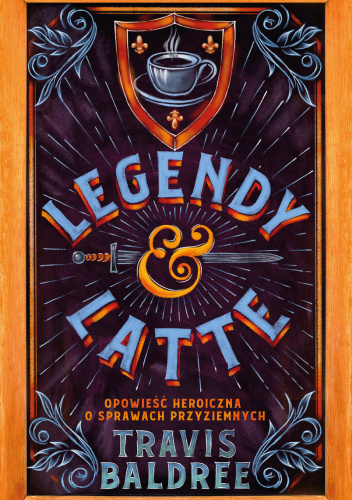 LEGENDY
&
LATTE
OPOWIEŚĆ HEROICZNA
O SPRAWACH PRZYZIEMNYCH
TRAVIS
BALDREE